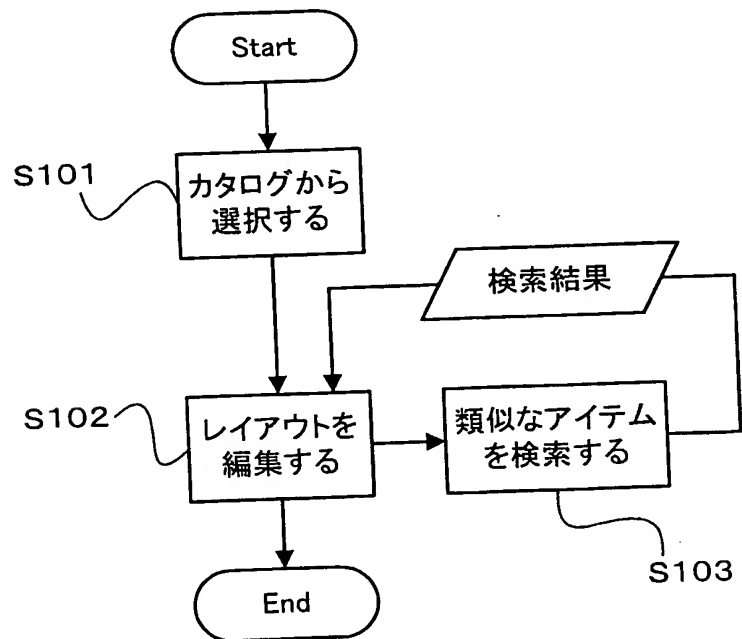 Start
S101
カタログから
選択する
検索結果
S102
レイアウトを
編集する
類似なアイテム
を検索する
S103
End